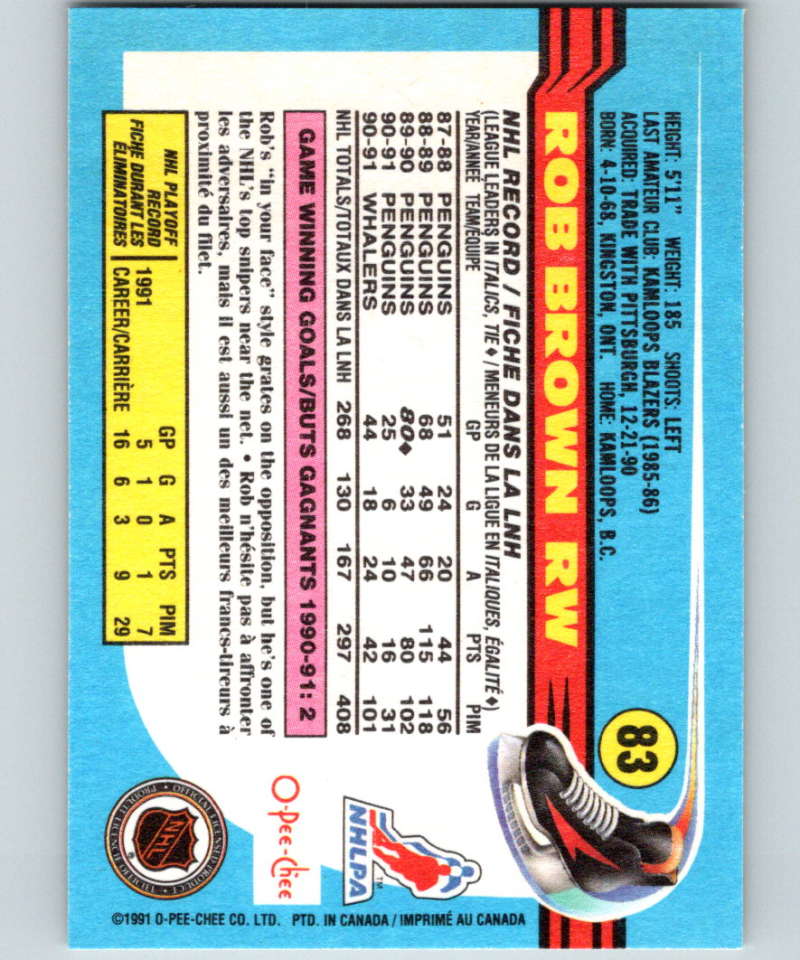 HEIGHT: 5'11" WEIGHT: 185 SHOOTS: LEFT
LAST AMATEUR CLUB: KAMLOOPS BLAZERS (1985-86)
ACQUIRED: TRADE WITH PITTSBURGH, 12-21-90
BORN: 4-10-68, KINGSTON, ONT. HOME: KAMLOOPS, B.C.
83
ROB BROWN RW
NHL RECORD / FICHE DANS LA LNH
(LEAGUE LEADERS IN ITALICS, TIE ♦ / MENEURS DE LA LIGUE EN ITALIQUES, ÉGALITÉ ♦)
YEAR/ANNÉE TEAM/ÉQUIPE GP G A PTS PIM
87-88 PENGUINS 51 24 20 44 56
88-89 PENGUINS 68 49 66 115 118
89-90 PENGUINS 80♦ 33 47 80 102
90-91 PENGUINS 25 6 10 16 31
90-91 WHALERS 44 18 24 42 101
NHL TOTALS/TOTAUX DANS LA LNH 268 130 167 297 408
GAME WINNING GOALS/BUTS GAGNANTS 1990-91: 2
Rob's "in your face" style grates on the opposition, but he's one of
the NHL's top snipers near the net. • Rob n'hésite pas à affronter
les adversaires, mais il est aussi un des meilleurs francs-tireurs à
proximité du filet.
NHL PLAYOFF
RECORD
FICHE DURANT LES
ÉLIMINATOIRES
GP G A PTS PIM
1991 5 1 0 1 7
CAREER/CARRIÈRE 16 6 3 9 29
NHLPA
TM
O-Pee-Chee
OFFICIAL LICENSED PRODUCT
NHL
PRODUIT LICENCIÉ OFFICIEL
®
©1991 O-PEE-CHEE CO. LTD. PTD. IN CANADA / IMPRIMÉ AU CANADA